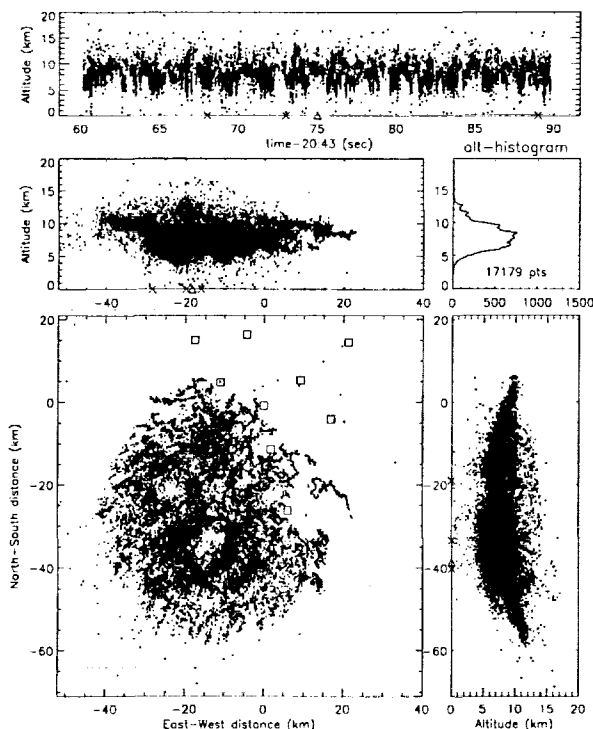 20
15
10
5
0
Altitude (km)
60 65 70 75 80 85 90
time-20:43 (sec)
alt-histogram
20
15
10
5
0
Altitude (km)
-40 -20 0 20 40
15
10
5
0
17179 pts
0 500 1000 1500
20
0
-20
-40
-60
North-South distance (km)
-40 -20 0 20 40
East-West distance (km)
20
0
-20
-40
-60
0 5 10 15 20
Altitude (km)